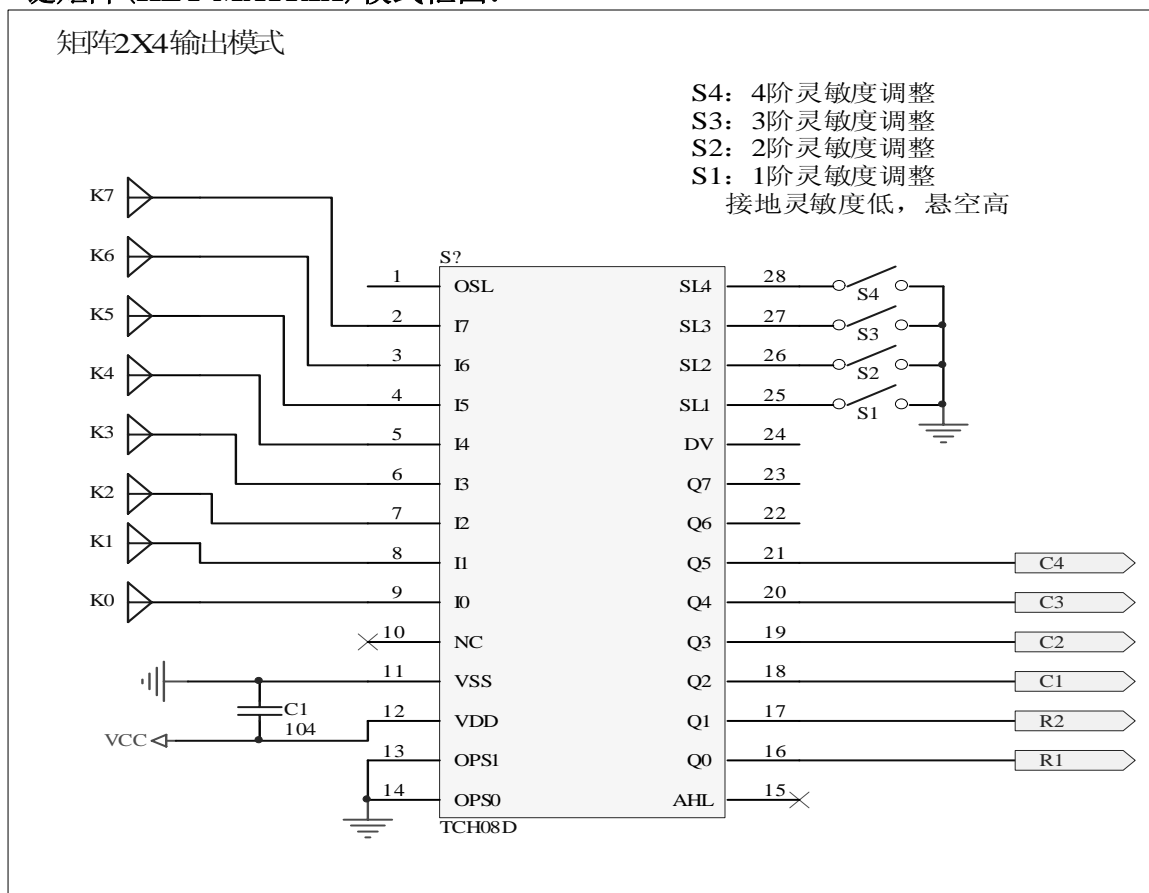 矩阵2X4输出模式
S4：4阶灵敏度调整
S3：3阶灵敏度调整
S2：2阶灵敏度调整
S1：1阶灵敏度调整
接地灵敏度低，悬空高
K7
K6
K5
K4
K3
K2
K1
K0
S?
1 OSL
2 I7
3 I6
4 I5
5 I4
6 I3
7 I2
8 I1
9 I0
10 NC
11 VSS
12 VDD
13 OPS1
14 OPS0
C1
104
VCC
TCH08D
SL4 28 S4
SL3 27 S3
SL2 26 S2
SL1 25 S1
DV 24
Q7 23
Q6 22
Q5 21 C4
Q4 20 C3
Q3 19 C2
Q2 18 C1
Q1 17 R2
Q0 16 R1
AHL 15